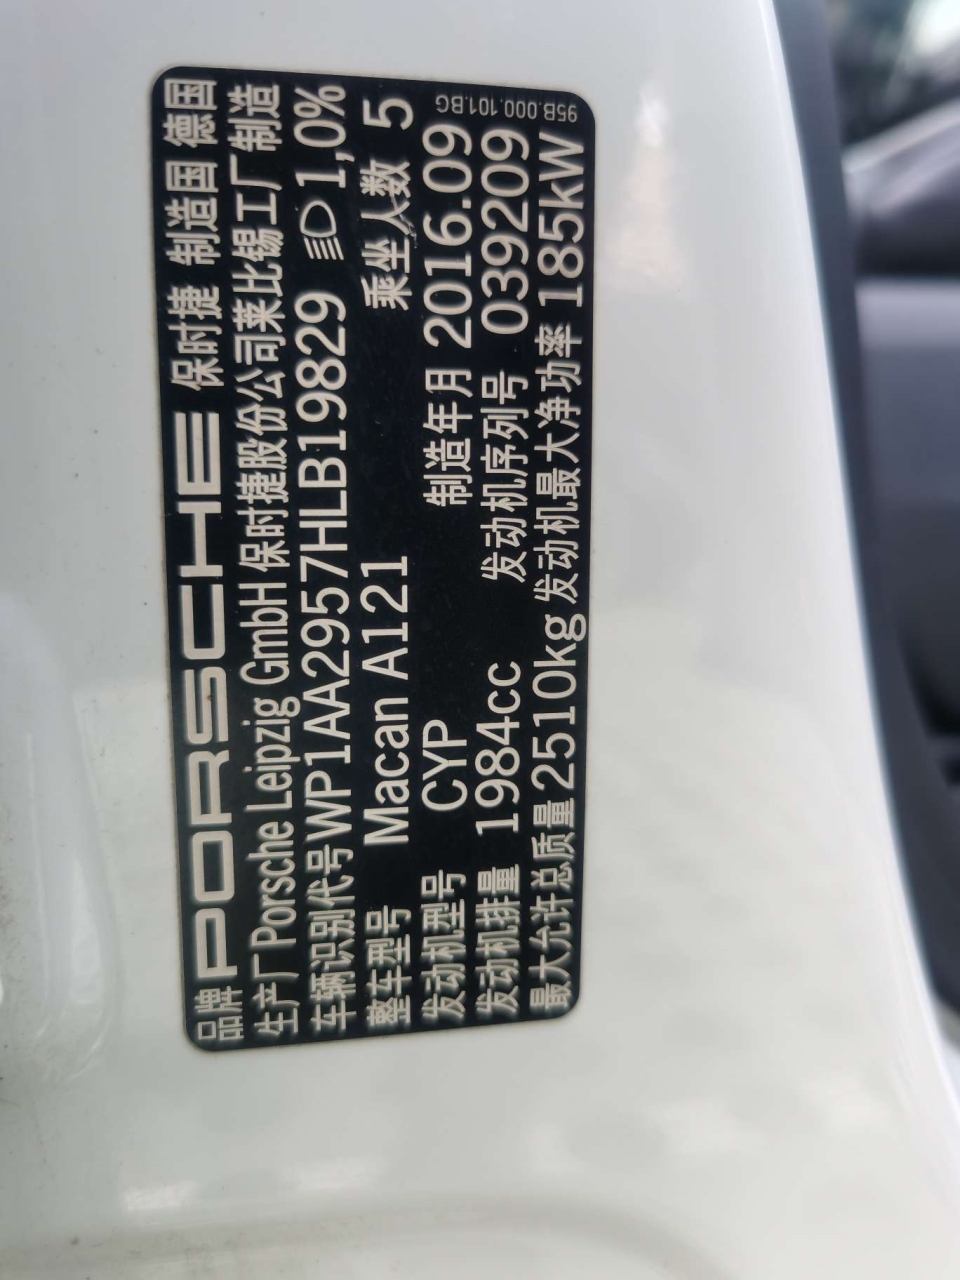 品牌 PORSCHE 保时捷 制造国 德国
生产厂 Porsche Leipzig GmbH 保时捷股份公司莱比锡工厂制造
车辆识别代号 WP1AA2957HLB19829 1,0%
整车型号 Macan A121 乘坐人数 5
发动机型号 CYP 制造年月 2016.09
发动机排量 1984cc 发动机序列号 039209
最大允许总质量 2510kg 发动机最大净功率 185kW
95B.000.101.BG